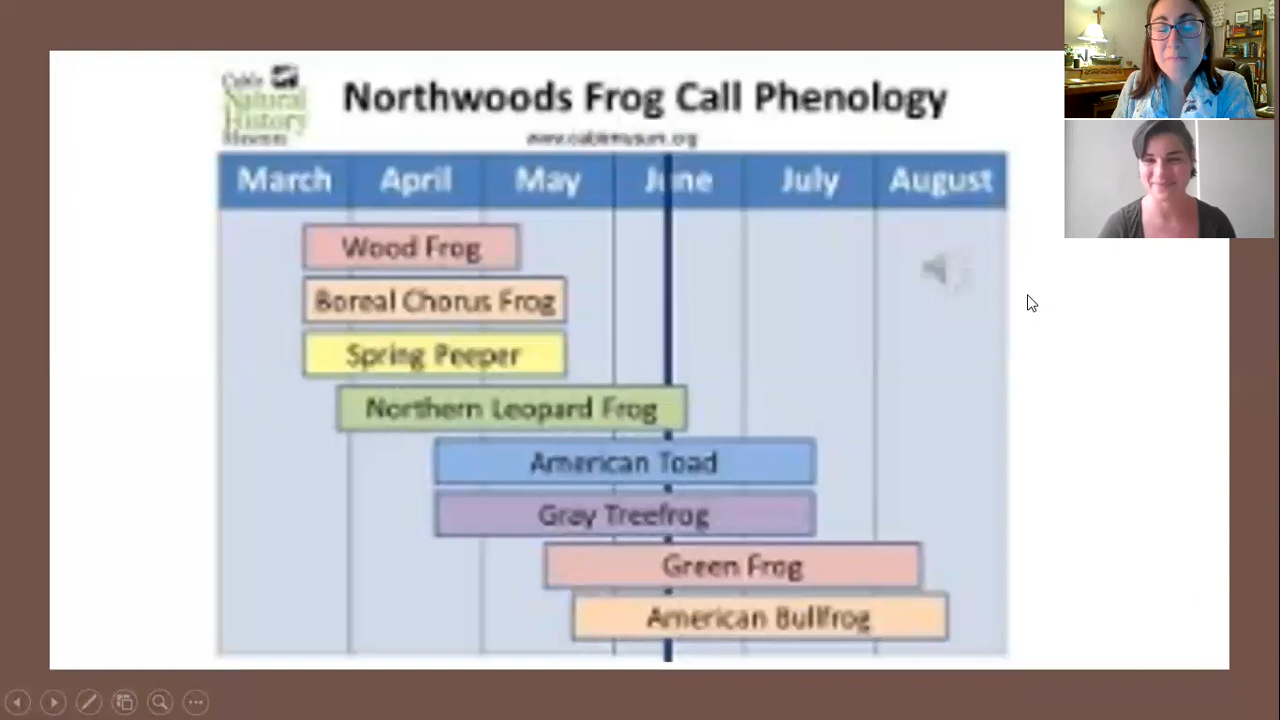 Cable
Natural
History
Museum
Northwoods Frog Call Phenology
www.cablemuseum.org
March April May June July August
Wood Frog
Boreal Chorus Frog
Spring Peeper
Northern Leopard Frog
American Toad
Gray Treefrog
Green Frog
American Bullfrog